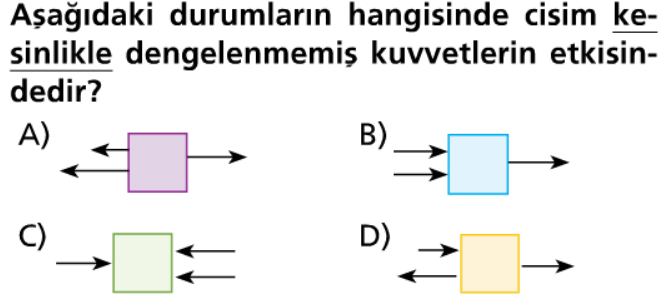 Aşağıdaki durumların hangisinde cisim ke-
sinlikle dengelenmemiş kuvvetlerin etkisin-
dedir?
A) B)
C) D)